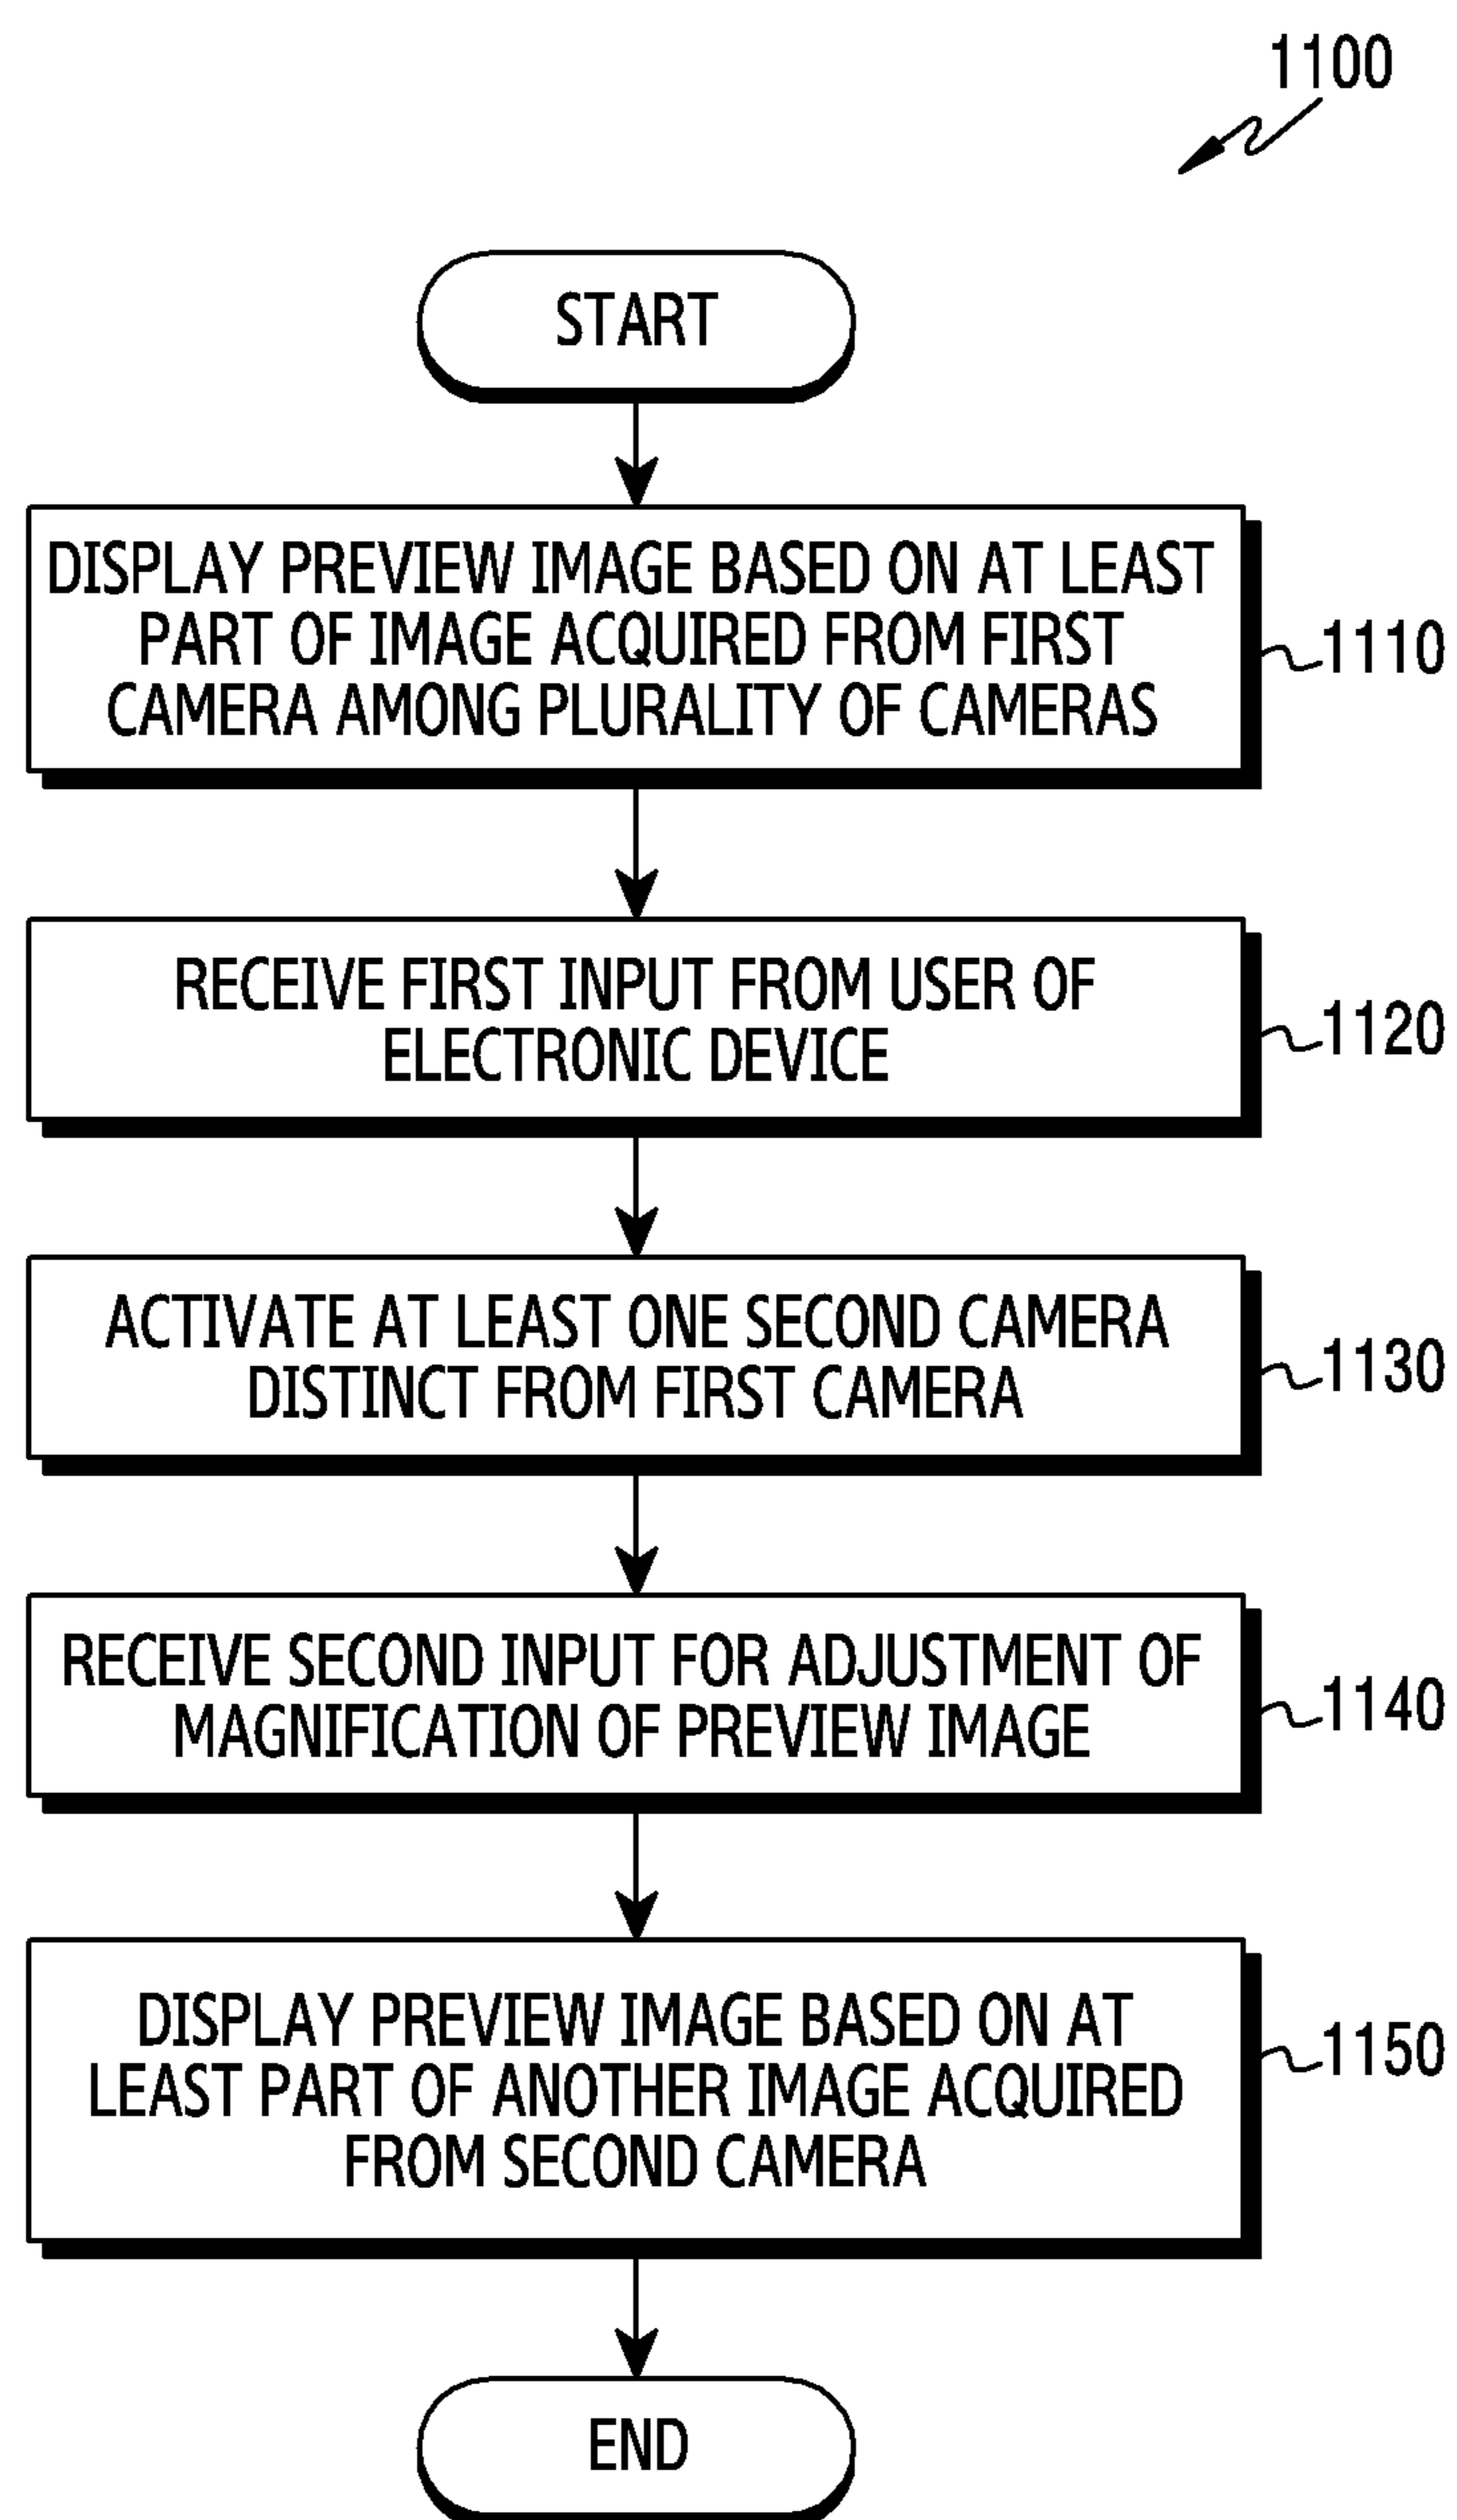 1100
START
DISPLAY PREVIEW IMAGE BASED ON AT LEAST
PART OF IMAGE ACQUIRED FROM FIRST
CAMERA AMONG PLURALITY OF CAMERAS
1110
RECEIVE FIRST INPUT FROM USER OF
ELECTRONIC DEVICE
1120
ACTIVATE AT LEAST ONE SECOND CAMERA
DISTINCT FROM FIRST CAMERA
1130
RECEIVE SECOND INPUT FOR ADJUSTMENT OF
MAGNIFICATION OF PREVIEW IMAGE
1140
DISPLAY PREVIEW IMAGE BASED ON AT
LEAST PART OF ANOTHER IMAGE ACQUIRED
FROM SECOND CAMERA
1150
END